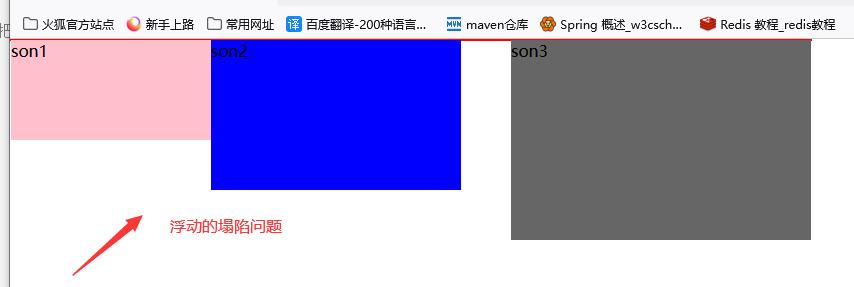 把
火狐官方站点 新手上路 常用网址 译 百度翻译-200种语言... MVN maven仓库 Spring 概述_w3csch... Redis 教程_redis教程
son1 son2 son3
浮动的塌陷问题